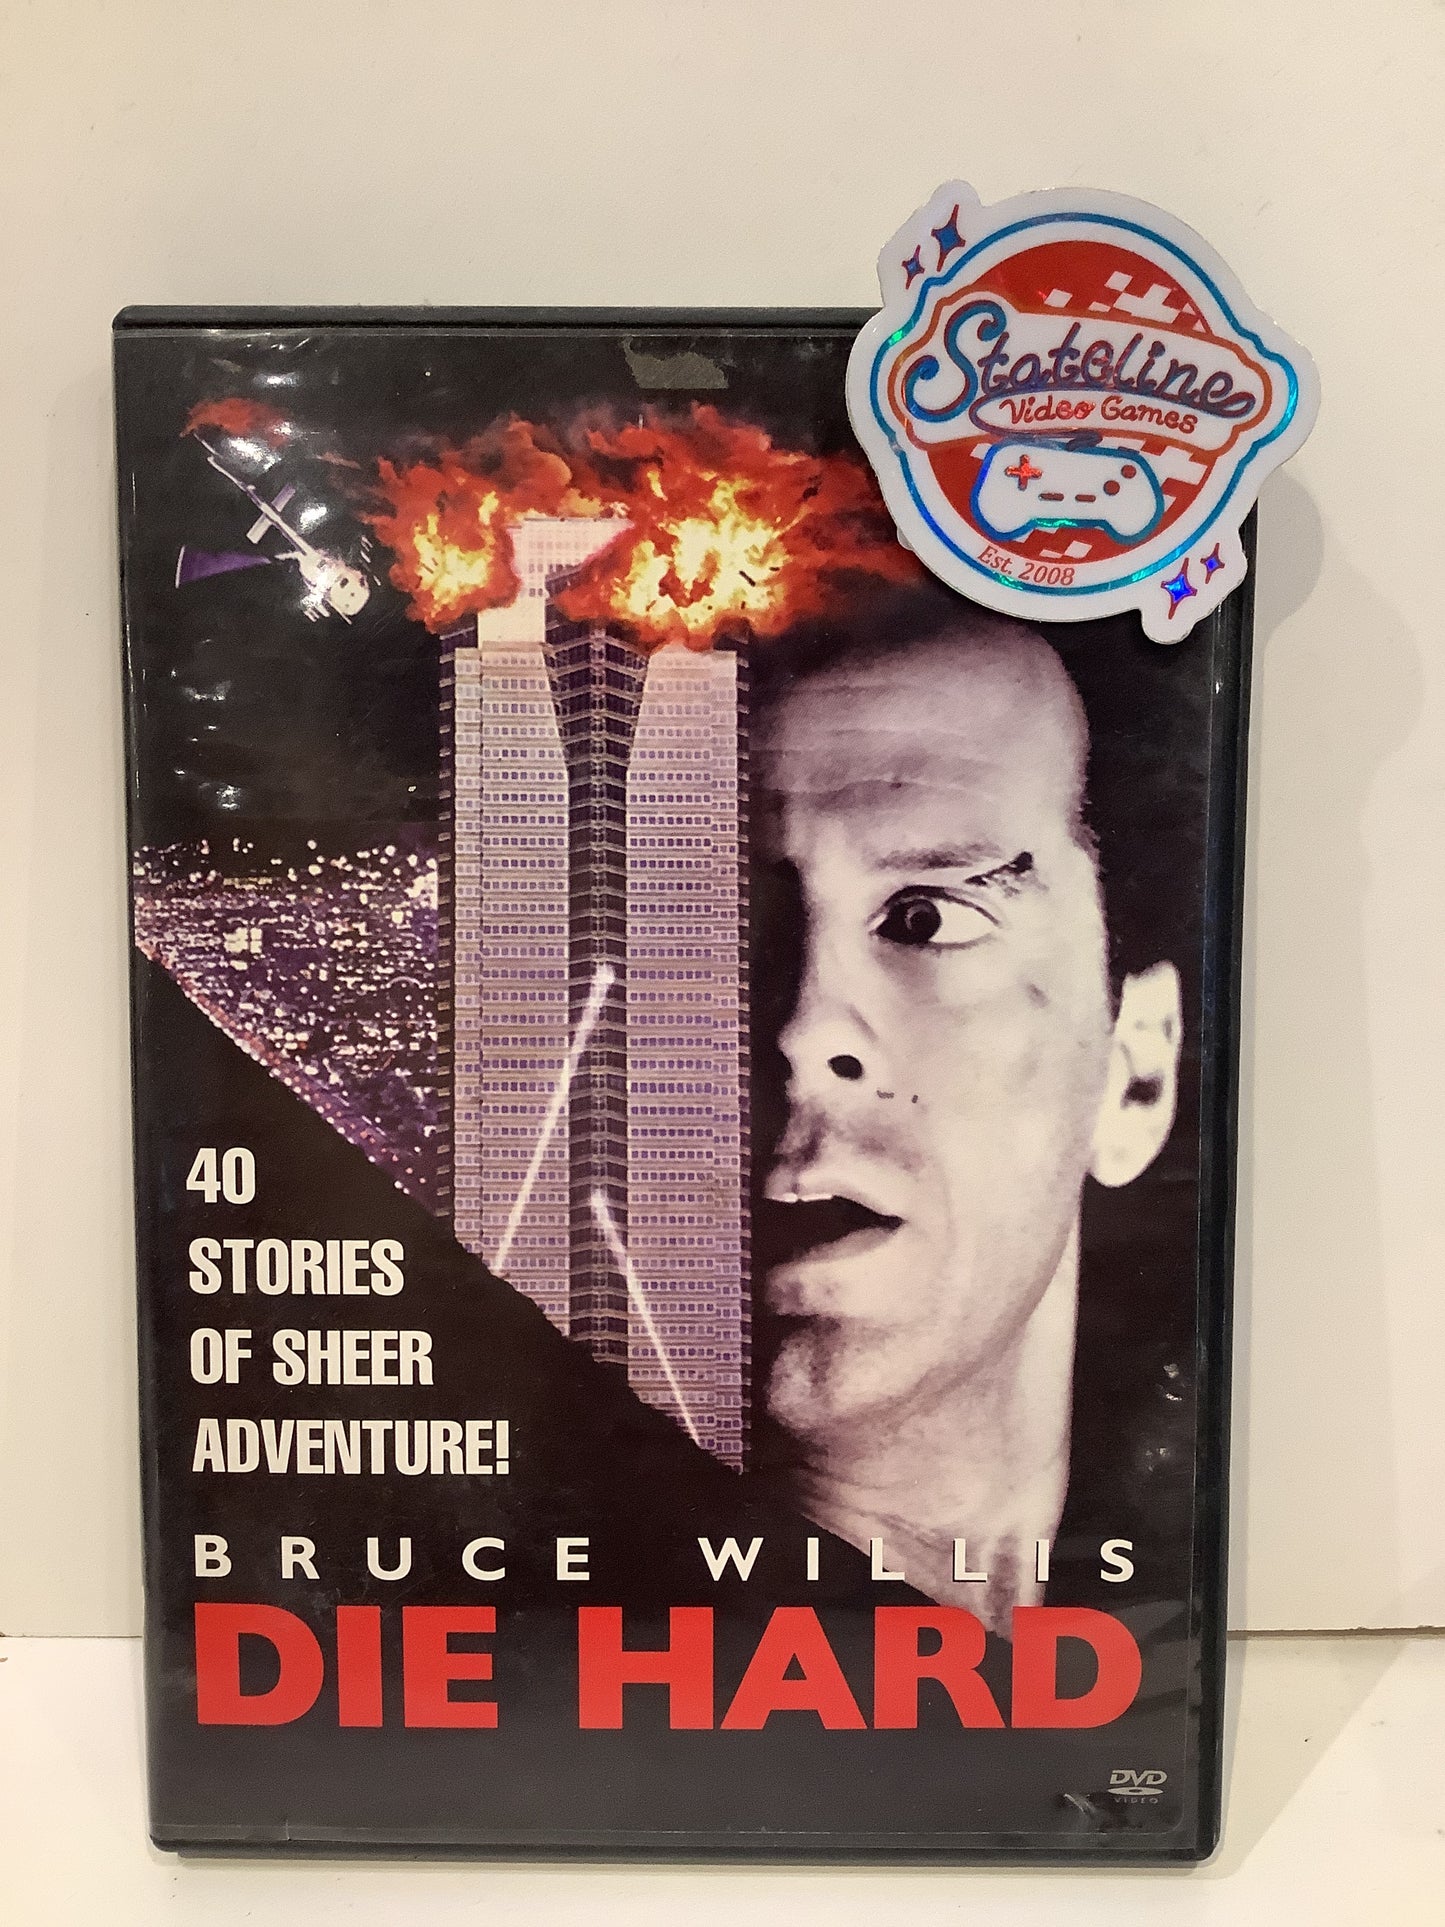 Stateline
Video Games
Est. 2008
40
STORIES
OF SHEER
ADVENTURE!
BRUCE WILLIS
DIE HARD
DVD
VIDEO